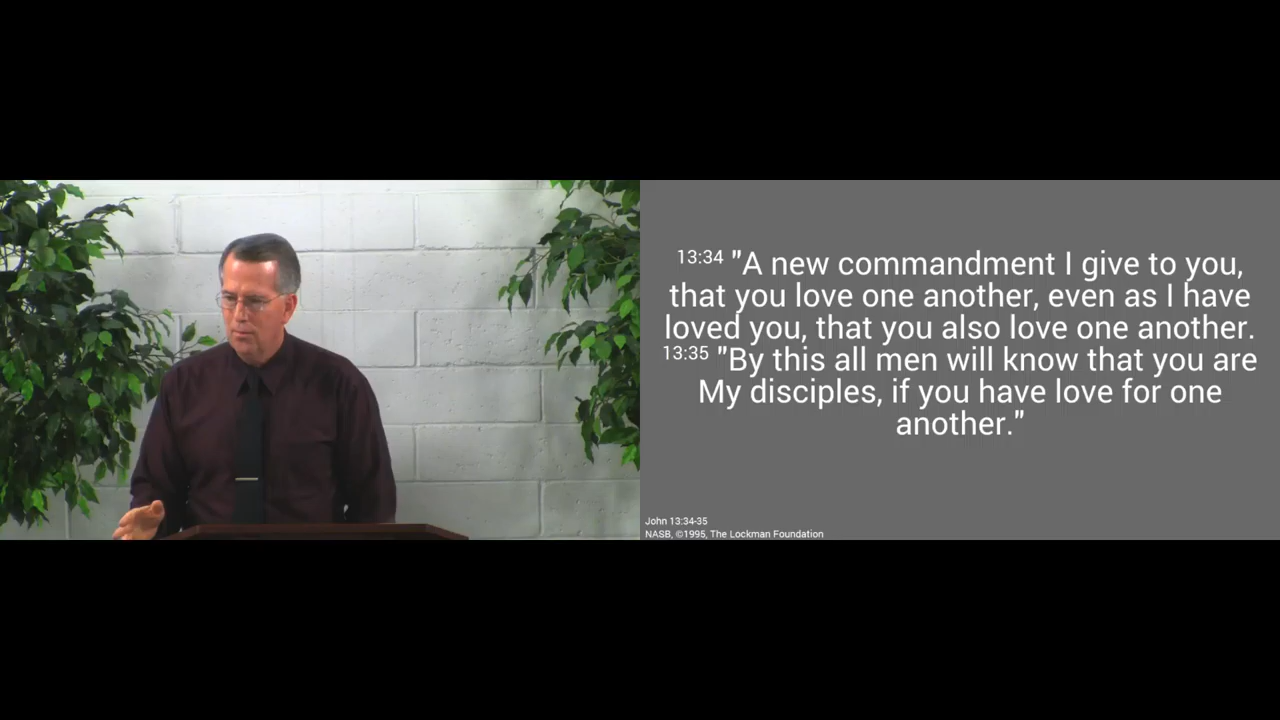 13:34 "A new commandment I give to you,
that you love one another, even as I have
loved you, that you also love one another.
13:35 "By this all men will know that you are
My disciples, if you have love for one
another."
John 13:34-35
NASB, ©1995, The Lockman Foundation